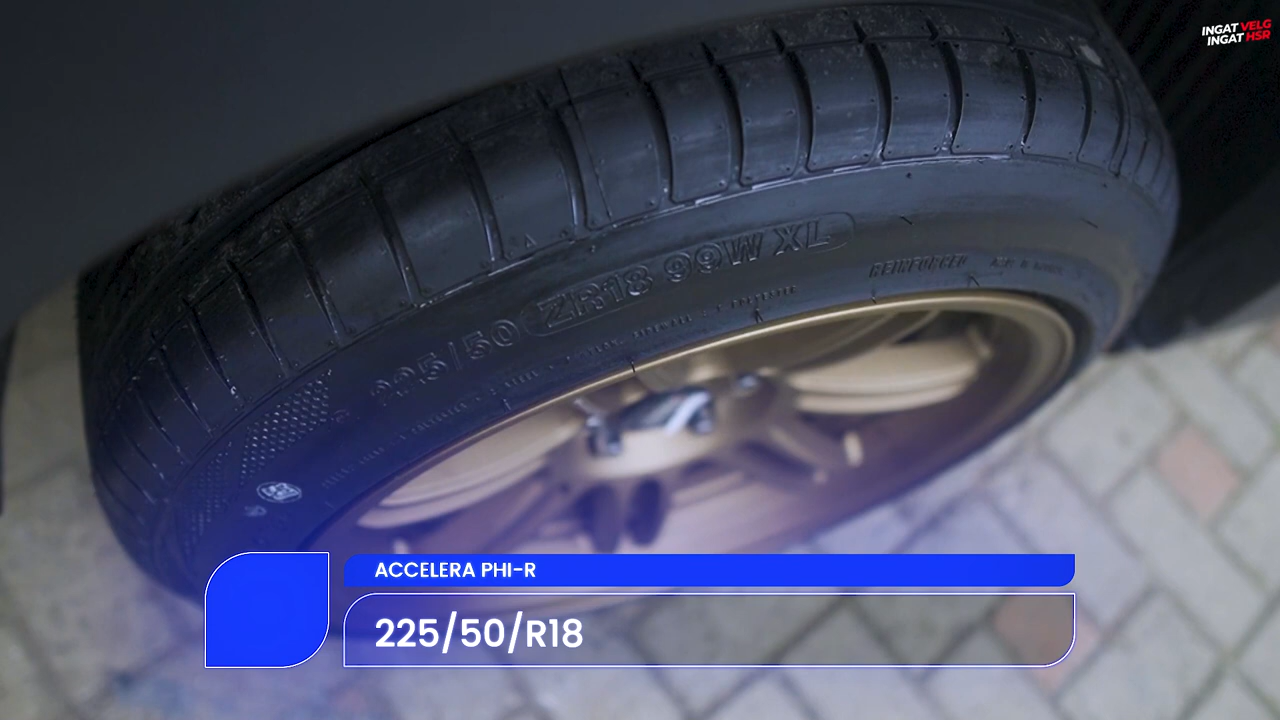 INGAT VELG
INGAT HSR
225/50 ZR18 99W XL
REINFORCED
ACCELERA PHI-R
225/50/R18